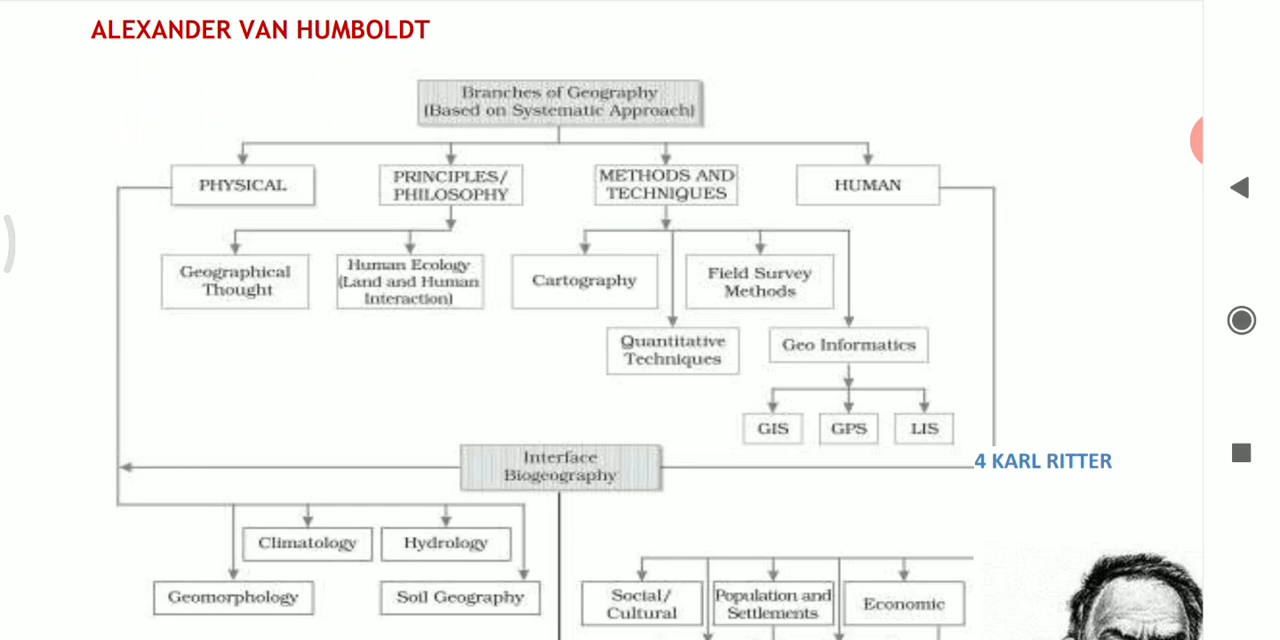 ALEXANDER VAN HUMBOLDT
Branches of Geography
(Based on Systematic Approach)
PHYSICAL
PRINCIPLES/
PHILOSOPHY
METHODS AND
TECHNIQUES
HUMAN
Geographical
Thought
Human Ecology
(Land and Human
Interaction)
Cartography
Field Survey
Methods
Quantitative
Techniques
Geo Informatics
GIS
GPS
LIS
Interface
Biogeography
4 KARL RITTER
Climatology
Hydrology
Geomorphology
Soil Geography
Social/
Cultural
Population and
Settlements
Economic